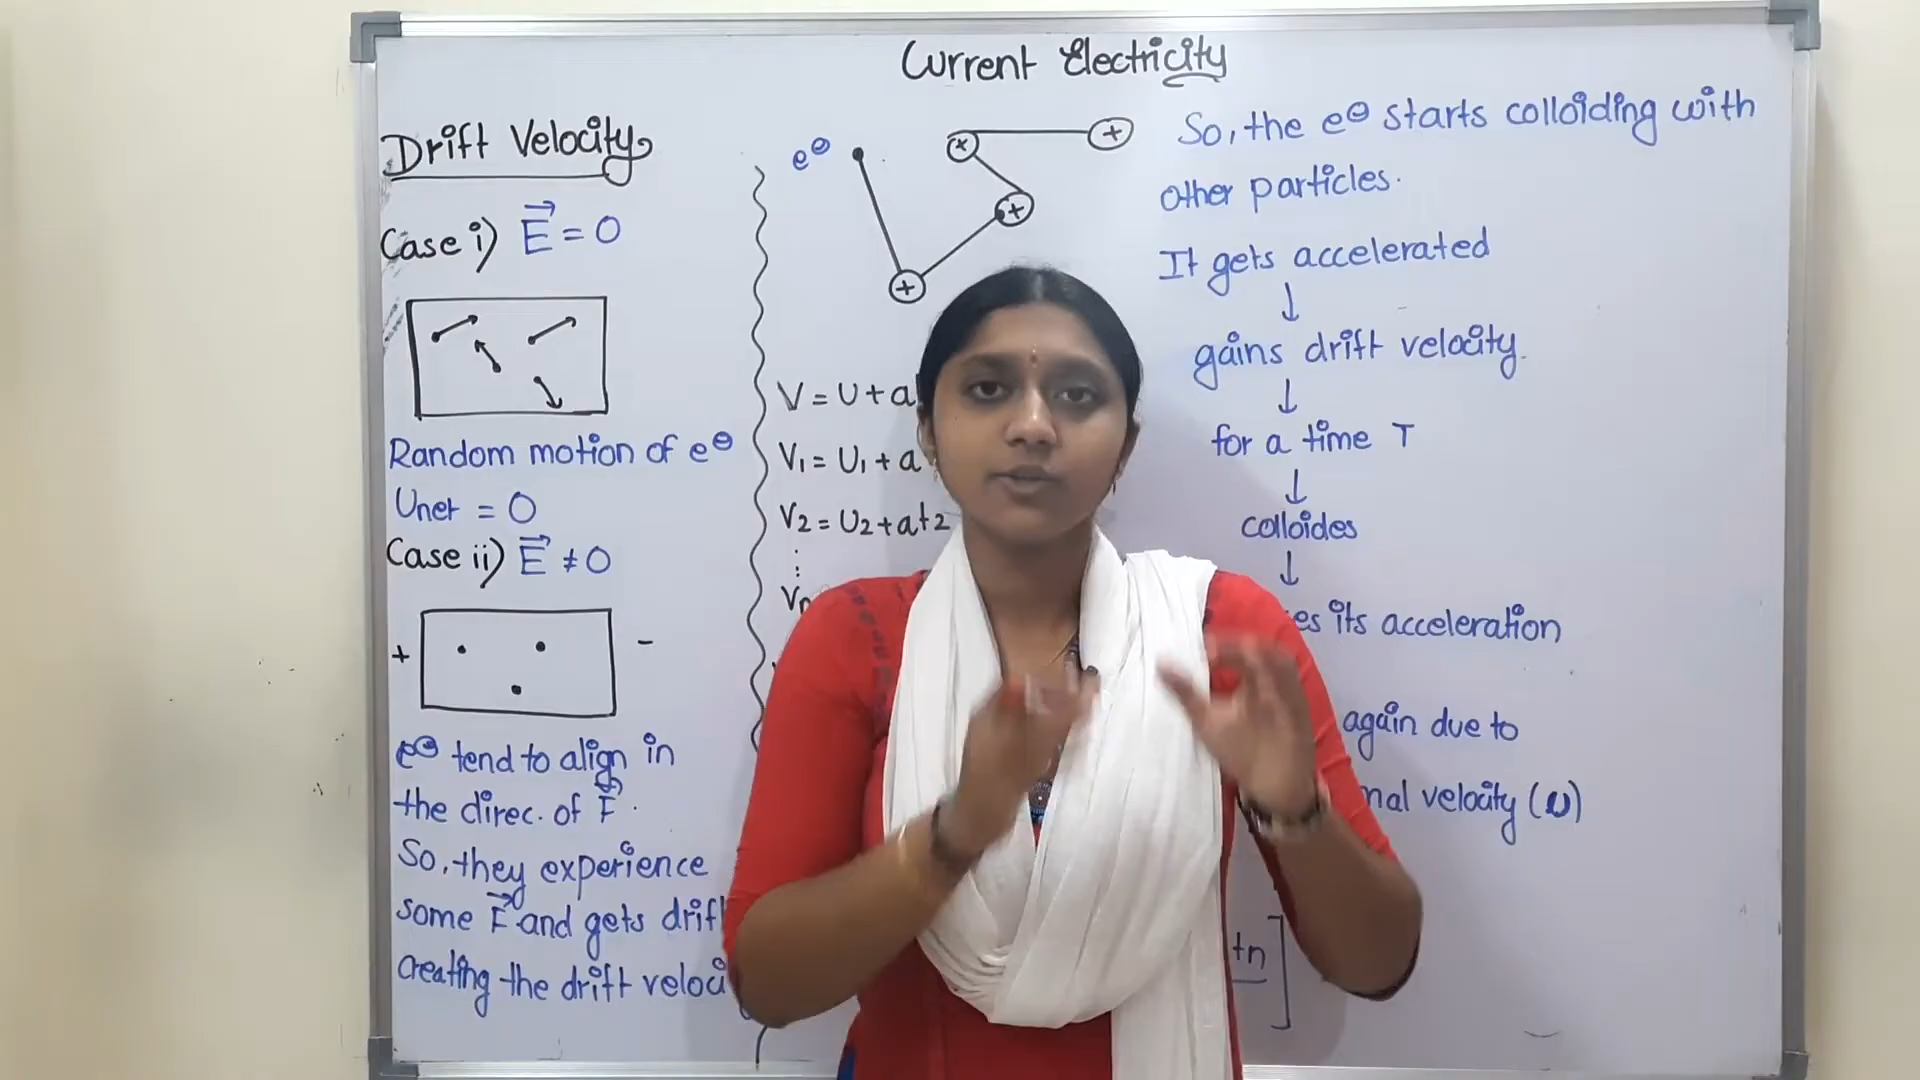 Current Electricity
Drift Velocity
Case i) E⃗ = 0
Random motion of e⊖
Unet = 0
Case ii) E⃗ ≠ 0
+ -
e⊖ tend to align in
the direc. of F⃗.
So, they experience
some F⃗ and gets
creating the drift
e⊖
+
+
+
+
V = U + a
V1 = U1 + a
V2 = U2 + at2
⋮
So, the e⊖ starts colloiding with
other particles.
It gets accelerated
↓
gains drift velocity.
↓
for a time T
↓
colloides
↓
its acceleration
again due to
velocity (u)
tn ]